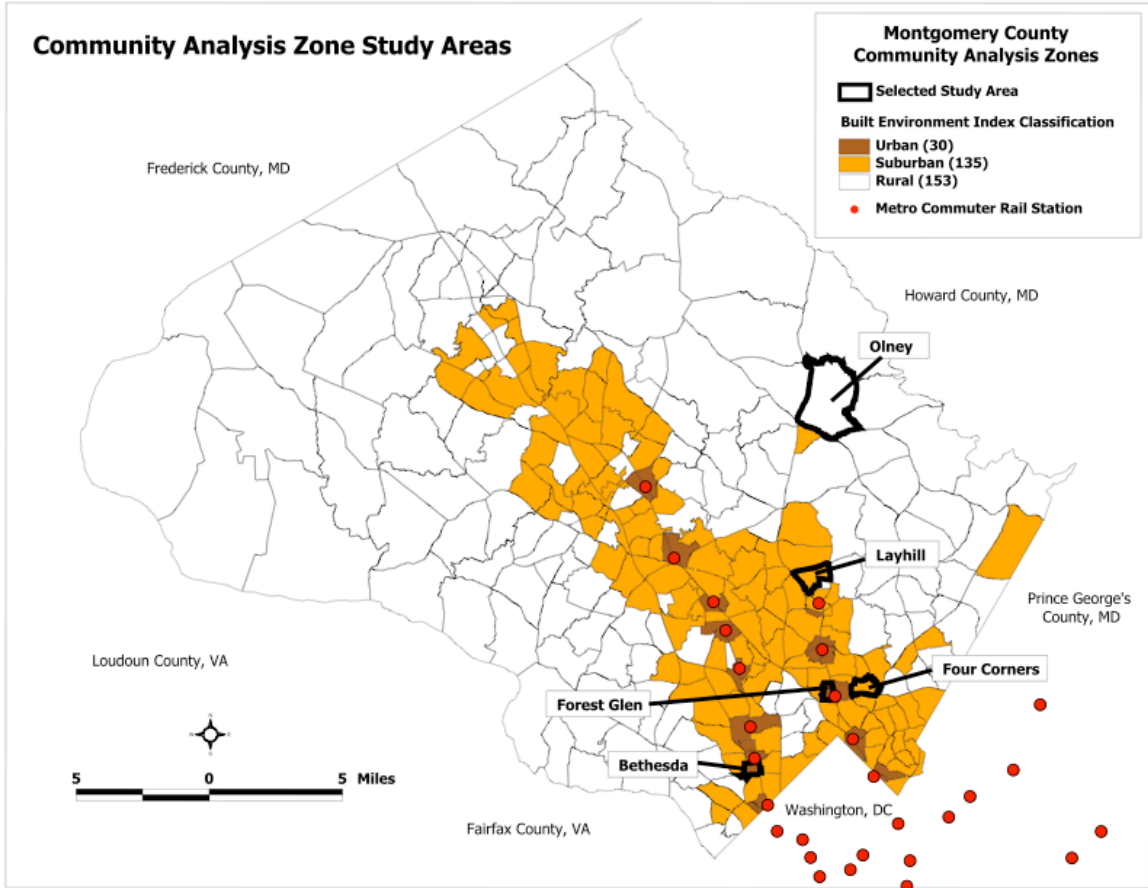 Community Analysis Zone Study Areas
Montgomery County
Community Analysis Zones
Selected Study Area
Built Environment Index Classification
Urban (30)
Suburban (135)
Rural (153)
Metro Commuter Rail Station
Frederick County, MD
Howard County, MD
Olney
Layhill
Prince George's
County, MD
Loudoun County, VA
Four Corners
Forest Glen
Bethesda
5 0 5 Miles
Washington, DC
Fairfax County, VA